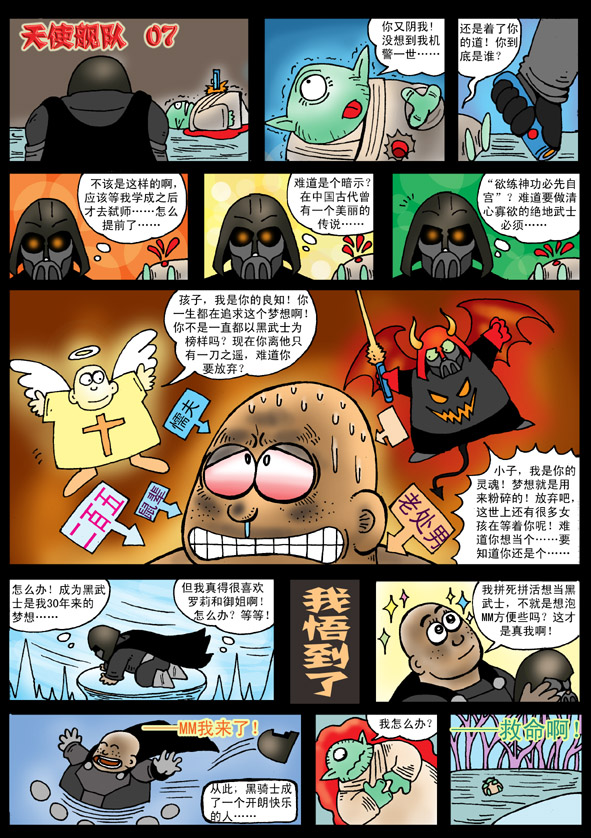 天使舰队 07
你又阴我！
没想到我机
警一世……
还是着了你
的道！你到
底是谁？
不该是这样的啊，
应该等我学成之后
才去弑师……怎么
提前了……
难道是个暗示？
在中国古代曾
有一个美丽的
传说……
“欲练神功必先自
宫”？难道要做清
心寡欲的绝地武士
必须……
孩子，我是你的良知！你
一生都在追求这个梦想啊！
你不是一直都以黑武士为
榜样吗？现在你离他只
有一刀之遥，难道你
要放弃？
懦夫
鼠辈
二百五
老处男
小子，我是你的
灵魂！梦想就是用
来粉碎的！放弃吧，
这世上还有很多女
孩在等着你呢！难
道你想当个……要
知道你还是个……
怎么办！成为黑武
士是我30年来的
梦想……
但我真得很喜欢
罗莉和御姐啊！
怎么办？等等！
我悟到了
我拼死拼活想当黑
武士，不就是想泡
MM方便些吗？这才
是真我啊！
——MM我来了！
从此，黑骑士成
了一个开朗快乐
的人……
我怎么办？
——救命啊！